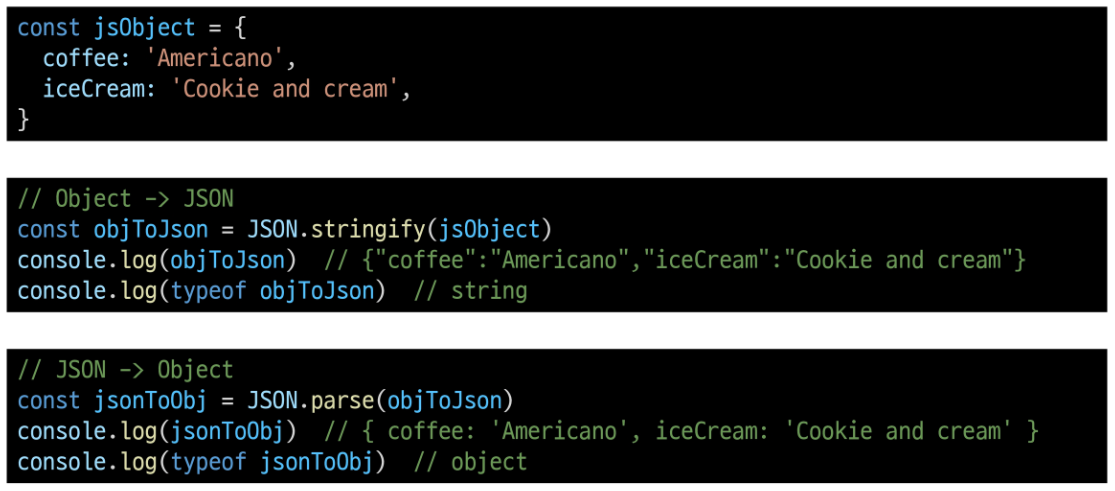 const jsObject = {
  coffee: 'Americano',
  iceCream: 'Cookie and cream',
}
// Object -> JSON
const objToJson = JSON.stringify(jsObject)
console.log(objToJson)  // {"coffee":"Americano","iceCream":"Cookie and cream"}
console.log(typeof objToJson)  // string
// JSON -> Object
const jsonToObj = JSON.parse(objToJson)
console.log(jsonToObj)  // { coffee: 'Americano', iceCream: 'Cookie and cream' }
console.log(typeof jsonToObj)  // object